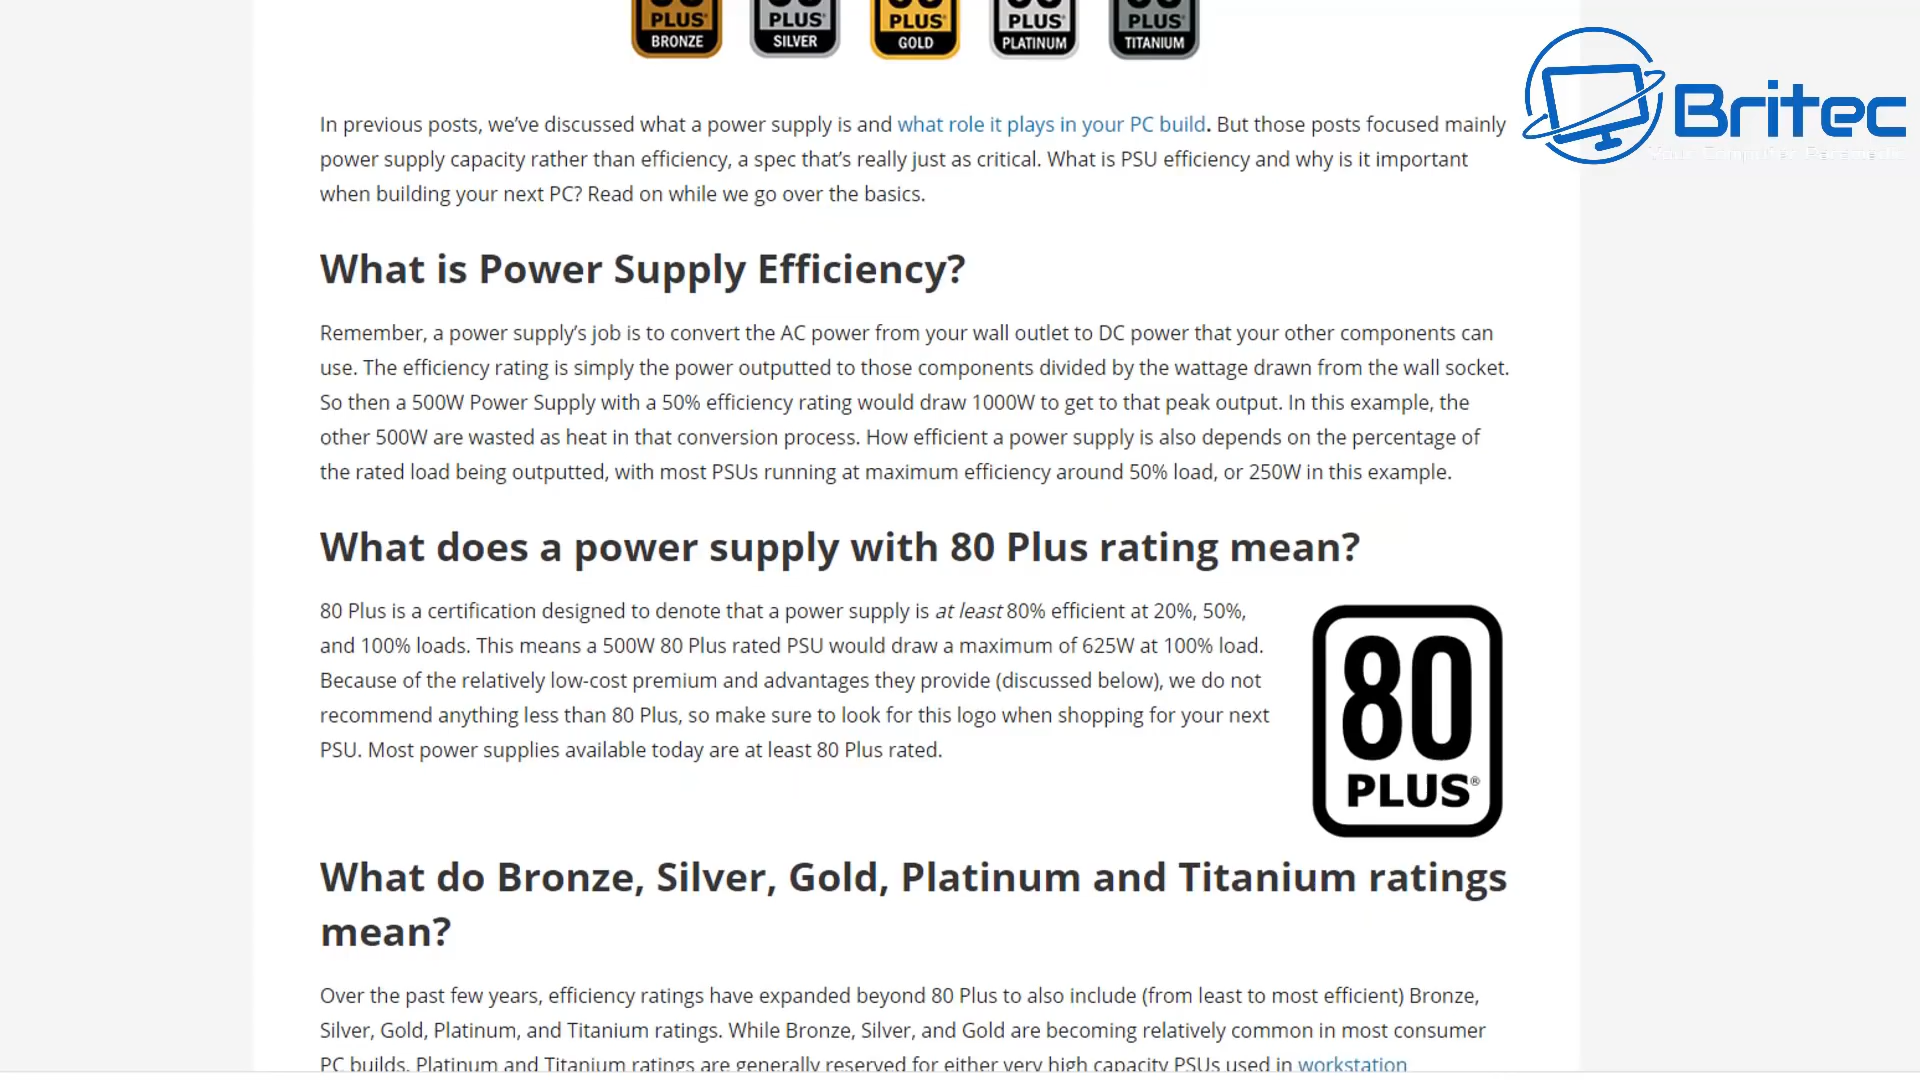 PLUS PLUS PLUS PLUS PLUS
BRONZE SILVER GOLD PLATINUM TITANIUM
Britec
In previous posts, we’ve discussed what a power supply is and what role it plays in your PC build. But those posts focused mainly
power supply capacity rather than efficiency, a spec that’s really just as critical. What is PSU efficiency and why is it important
when building your next PC? Read on while we go over the basics.
What is Power Supply Efficiency?
Remember, a power supply’s job is to convert the AC power from your wall outlet to DC power that your other components can
use. The efficiency rating is simply the power outputted to those components divided by the wattage drawn from the wall socket.
So then a 500W Power Supply with a 50% efficiency rating would draw 1000W to get to that peak output. In this example, the
other 500W are wasted as heat in that conversion process. How efficient a power supply is also depends on the percentage of
the rated load being outputted, with most PSUs running at maximum efficiency around 50% load, or 250W in this example.
What does a power supply with 80 Plus rating mean?
80 Plus is a certification designed to denote that a power supply is at least 80% efficient at 20%, 50%,
and 100% loads. This means a 500W 80 Plus rated PSU would draw a maximum of 625W at 100% load.
Because of the relatively low-cost premium and advantages they provide (discussed below), we do not
recommend anything less than 80 Plus, so make sure to look for this logo when shopping for your next
PSU. Most power supplies available today are at least 80 Plus rated.
80
PLUS®
What do Bronze, Silver, Gold, Platinum and Titanium ratings
mean?
Over the past few years, efficiency ratings have expanded beyond 80 Plus to also include (from least to most efficient) Bronze,
Silver, Gold, Platinum, and Titanium ratings. While Bronze, Silver, and Gold are becoming relatively common in most consumer
PC builds, Platinum and Titanium ratings are generally reserved for either very high capacity PSUs used in workstation